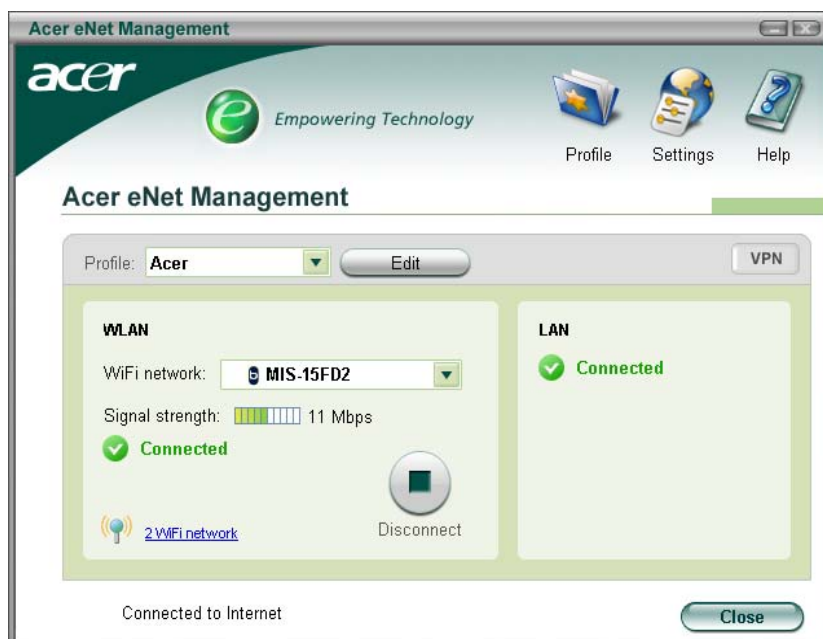 Acer eNet Management
acer
e Empowering Technology
Profile Settings Help
Acer eNet Management
Profile: Acer Edit VPN
WLAN
WiFi network: b MIS-15FD2
Signal strength: 11 Mbps
Connected
2 WiFi network
Disconnect
LAN
Connected
Connected to Internet
Close